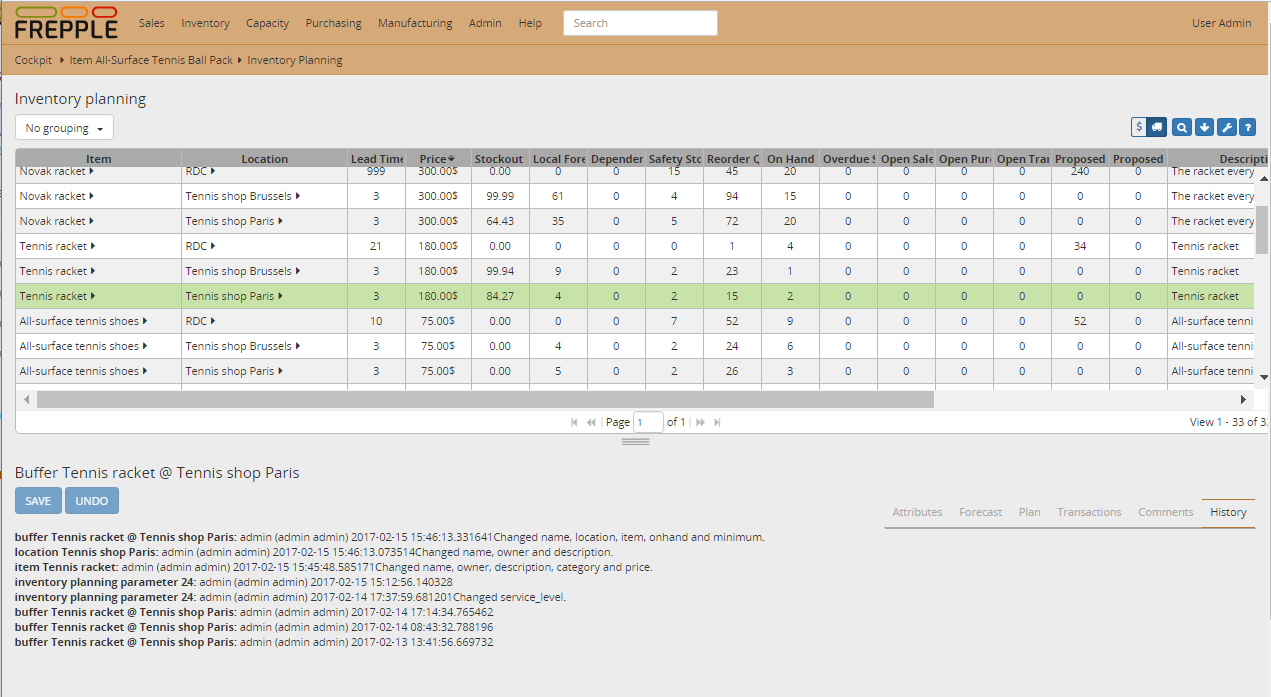 FREPPLE Sales Inventory Capacity Purchasing Manufacturing Admin Help Search User Admin
Cockpit Item All-Surface Tennis Ball Pack Inventory Planning
Inventory planning
No grouping $ ?
Item Location Lead Time Price Stockout Local Fore Depender Safety Sto Reorder Q On Hand Overdue S Open Sale Open Pur Open Tra Proposed Proposed Descripti
Novak racket RDC 999 300.00$ 0.00 0 0 15 45 20 0 0 0 0 240 0 The racket every
Novak racket Tennis shop Brussels 3 300.00$ 99.99 61 0 4 94 15 0 0 0 0 0 0 The racket every
Novak racket Tennis shop Paris 3 300.00$ 64.43 35 0 5 72 20 0 0 0 0 0 0 The racket every
Tennis racket RDC 21 180.00$ 0.00 0 0 0 1 4 0 0 0 0 34 0 Tennis racket
Tennis racket Tennis shop Brussels 3 180.00$ 99.94 9 0 2 23 1 0 0 0 0 0 0 Tennis racket
Tennis racket Tennis shop Paris 3 180.00$ 84.27 4 0 2 15 2 0 0 0 0 0 0 Tennis racket
All-surface tennis shoes RDC 10 75.00$ 0.00 0 0 7 52 9 0 0 0 0 52 0 All-surface tenni
All-surface tennis shoes Tennis shop Brussels 3 75.00$ 0.00 4 0 2 24 6 0 0 0 0 0 0 All-surface tenni
All-surface tennis shoes Tennis shop Paris 3 75.00$ 0.00 5 0 2 26 3 0 0 0 0 0 0 All-surface tenni
Page 1 of 1 View 1 - 33 of 3
Buffer Tennis racket @ Tennis shop Paris
SAVE UNDO
Attributes Forecast Plan Transactions Comments History
buffer Tennis racket @ Tennis shop Paris: admin (admin admin) 2017-02-15 15:46:13.331641Changed name, location, item, onhand and minimum.
location Tennis shop Paris: admin (admin admin) 2017-02-15 15:46:13.073514Changed name, owner and description.
item Tennis racket: admin (admin admin) 2017-02-15 15:45:48.585171Changed name, owner, description, category and price.
inventory planning parameter 24: admin (admin admin) 2017-02-15 15:12:56.140328
inventory planning parameter 24: admin (admin admin) 2017-02-14 17:37:59.681201Changed service_level.
buffer Tennis racket @ Tennis shop Paris: admin (admin admin) 2017-02-14 17:14:34.765462
buffer Tennis racket @ Tennis shop Paris: admin (admin admin) 2017-02-14 08:43:32.788196
buffer Tennis racket @ Tennis shop Paris: admin (admin admin) 2017-02-13 13:41:56.669732